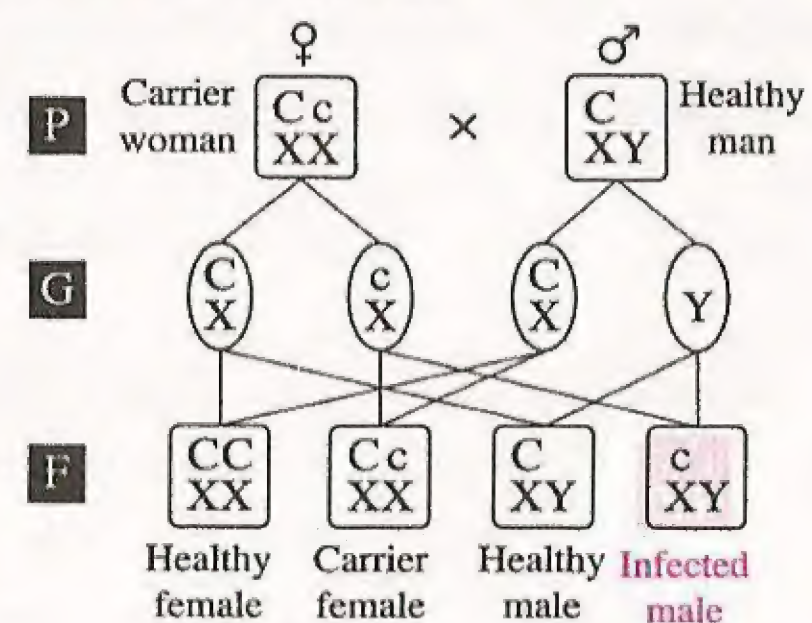 ♀ ♂
P
Carrier
woman
C c
XX
×
C
XY
Healthy
man
G
C
X
c
X
C
X
Y
F
CC
XX
C c
XX
C
XY
c
XY
Healthy
female
Carrier
female
Healthy
male
Infected
male